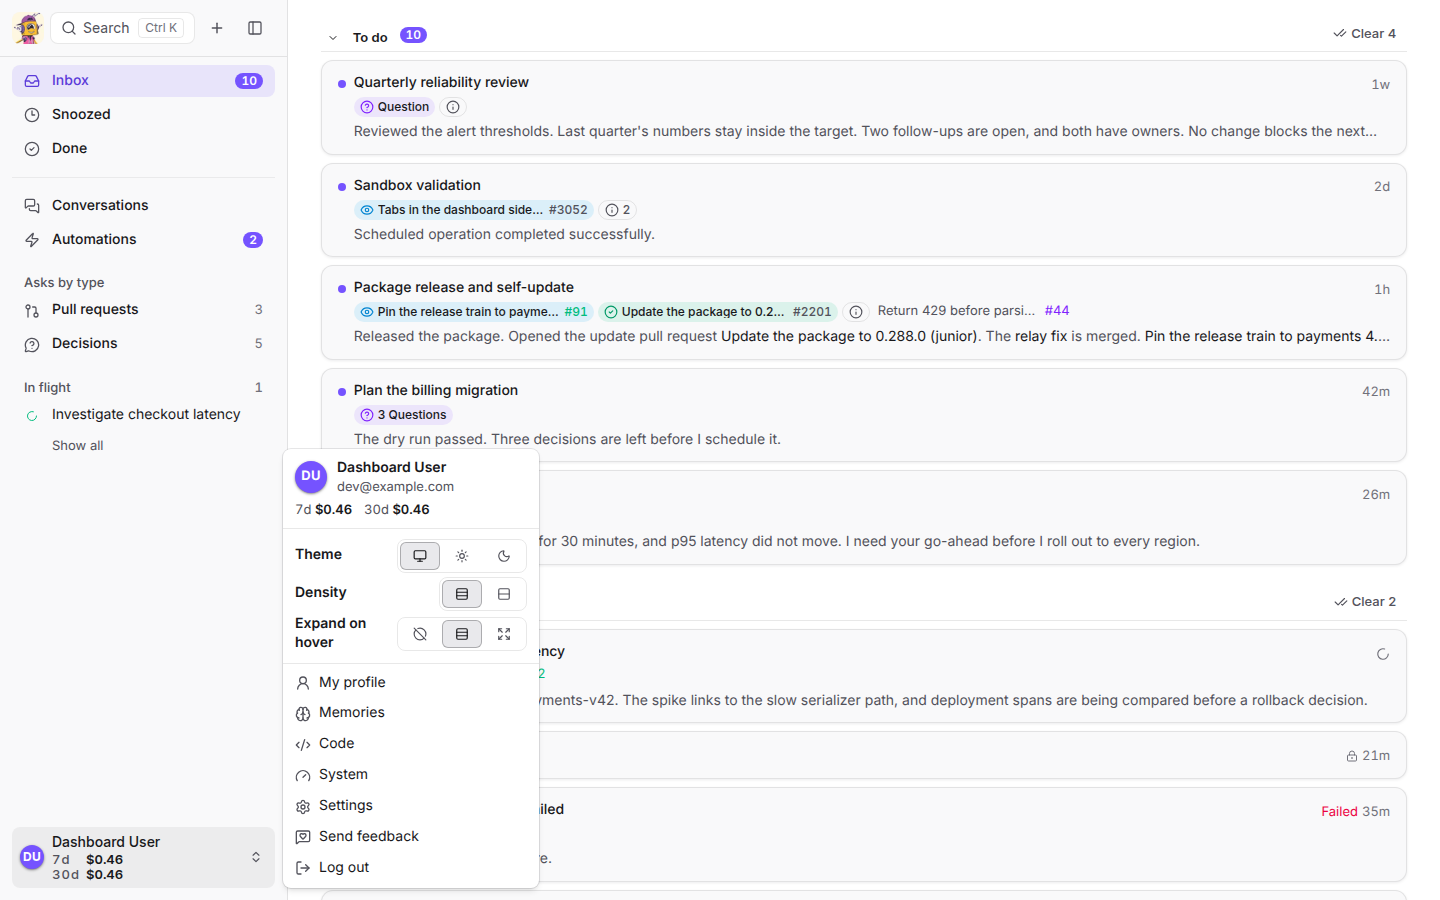 Search Ctrl K
Inbox 10
Snoozed
Done
Conversations
Automations 2
Asks by type
Pull requests 3
Decisions 5
In flight 1
Investigate checkout latency
Show all
DU Dashboard User
7d $0.46
30d $0.46
To do 10 Clear 4
Quarterly reliability review 1w
Question
Reviewed the alert thresholds. Last quarter's numbers stay inside the target. Two follow-ups are open, and both have owners. No change blocks the next...
Sandbox validation 2d
Tabs in the dashboard side... #3052 2
Scheduled operation completed successfully.
Package release and self-update 1h
Pin the release train to payme... #91 Update the package to 0.2... #2201 Return 429 before parsi... #44
Released the package. Opened the update pull request Update the package to 0.288.0 (junior). The relay fix is merged. Pin the release train to payments 4....
Plan the billing migration 42m
3 Questions
The dry run passed. Three decisions are left before I schedule it.
26m
for 30 minutes, and p95 latency did not move. I need your go-ahead before I roll out to every region.
Clear 2
ency
2
yments-v42. The spike links to the slow serializer path, and deployment spans are being compared before a rollback decision.
21m
ailed Failed 35m
e.
DU Dashboard User
dev@example.com
7d $0.46 30d $0.46
Theme
Density
Expand on
hover
My profile
Memories
Code
System
Settings
Send feedback
Log out